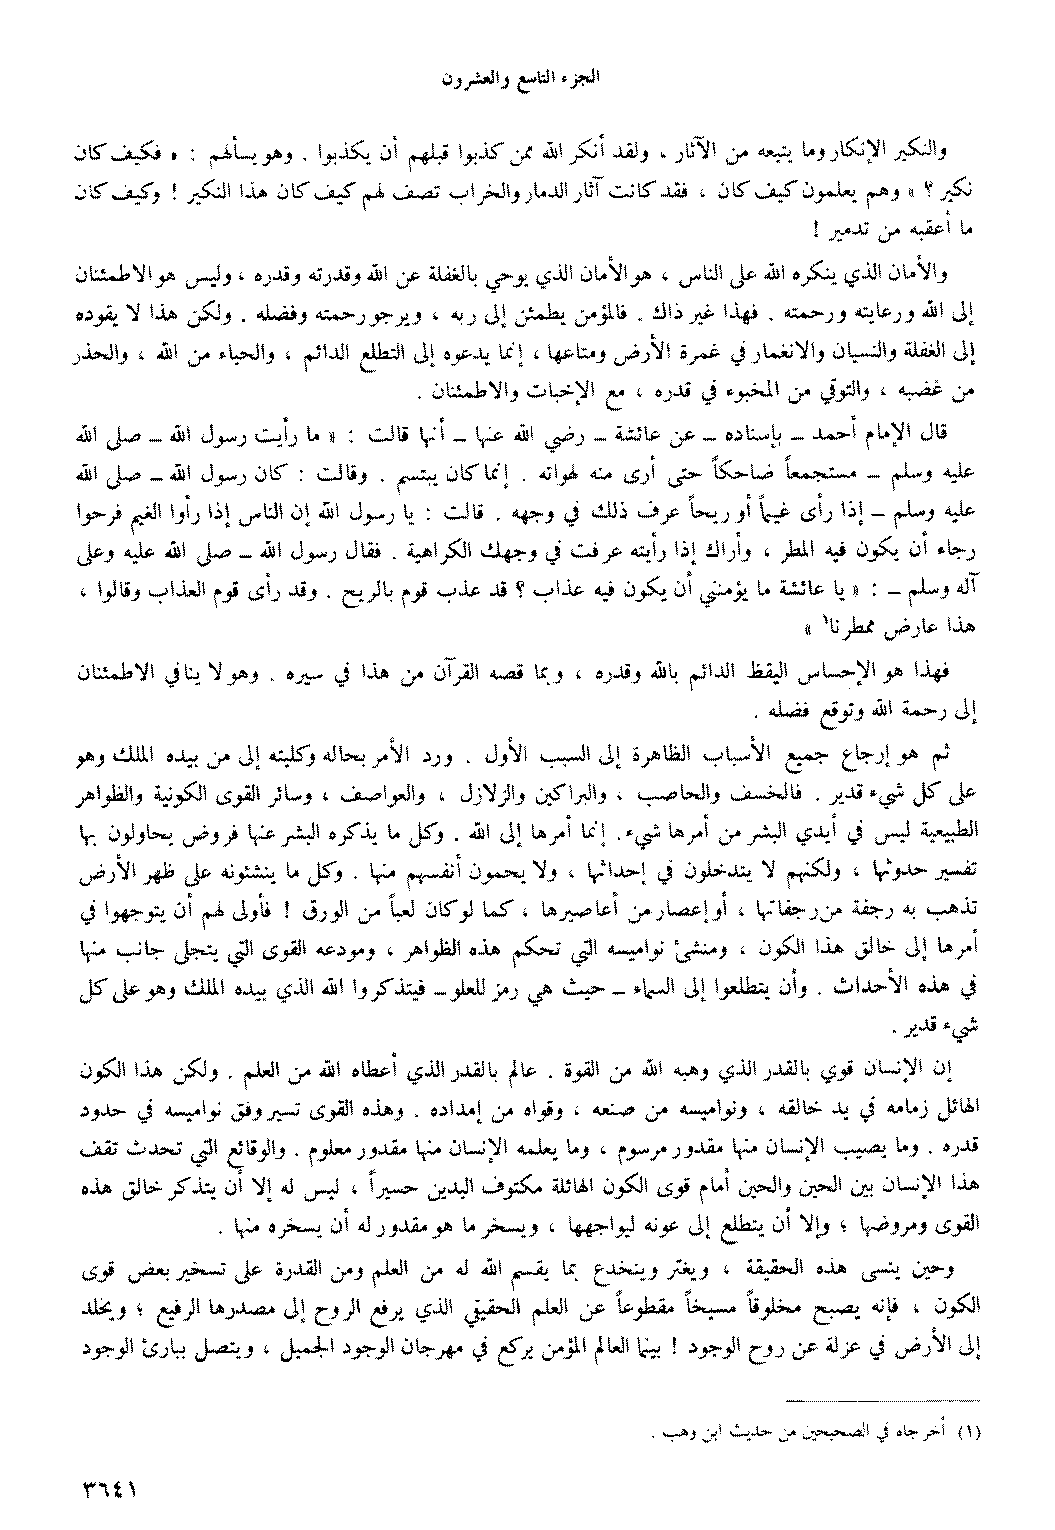 الجزء التاسع والعشرون
والنكير الإنكار وما يتبعه من الآثار ، ولقد أنكر الله ممن كذبوا قبلهم أن يكذبوا . وهو يسألهم : « فكيف كان
نكير ؟ » وهم يعلمون كيف كان ، فقد كانت آثار الدمار والخراب تصف لهم كيف كان هذا النكير ! وكيف كان
ما أعقبه من تدمير !
والأمان الذي ينكره الله على الناس ، هو الأمان الذي يوحي بالغفلة عن الله وقدرته وقدره ، وليس هو الاطمئنان
إلى الله ورعايته ورحمته . فهذا غير ذاك . فالمؤمن يطمئن إلى ربه ، ويرجو رحمته وفضله . ولكن هذا لا يقوده
إلى الغفلة والنسيان والانغمار في غمرة الأرض ومتاعها ، إنما يدعوه إلى التطلع الدائم ، والحياء من الله ، والحذر
من غضبه ، والتوقي من المخبوء في قدره ، مع الإخبات والاطمئنان .
قال الإمام أحمد – بإسناده – عن عائشة – رضي الله عنها – أنها قالت : « ما رأيت رسول الله – صلى الله
عليه وسلم – مستجمعاً ضاحكاً حتى أرى منه لهواته . إنما كان يبتسم . وقالت : كان رسول الله – صلى الله
عليه وسلم – إذا رأى غيماً أو ريحاً عرف ذلك في وجهه . قالت : يا رسول الله إن الناس إذا رأوا الغيم فرحوا
رجاء أن يكون فيه المطر ، وأراك إذا رأيته عرفت في وجهك الكراهية . فقال رسول الله – صلى الله عليه وعلى
آله وسلم – : « يا عائشة ما يؤمنني أن يكون فيه عذاب ؟ قد عذب قوم بالريح . وقد رأى قوم العذاب وقالوا ،
هذا عارض ممطرنا١ »
فهذا هو الإحساس اليقظ الدائم بالله وقدره ، وبما قصه القرآن من هذا في سيره . وهو لا ينافي الاطمئنان
إلى رحمة الله وتوقع فضله .
ثم هو إرجاع جميع الأسباب الظاهرة إلى السبب الأول . ورد الأمر بحاله وكليته إلى من بيده الملك وهو
على كل شيء قدير . فالخسف والحاصب ، والبراكين والزلازل ، والعواصف ، وسائر القوى الكونية والظواهر
الطبيعية ليس في أيدي البشر من أمرها شيء. إنما أمرها إلى الله . وكل ما يذكره البشر عنها فروض يحاولون بها
تفسير حدوثها ، ولكنهم لا يتدخلون في إحداثها ، ولا يحمون أنفسهم منها . وكل ما ينشئونه على ظهر الأرض
تذهب به رجفة من رجفاتها ، أو إعصار من أعاصيرها ، كما لو كان لعباً من الورق ! فأولى لهم أن يتوجهوا في
أمرها إلى خالق هذا الكون ، ومنشئ نواميسه التي تحكم هذه الظواهر ، ومودعه القوى التي يتجلى جانب منها
في هذه الأحداث . وأن يتطلعوا إلى السماء – حيث هي رمز للعلو – فيتذكروا الله الذي بيده الملك وهو على كل
شيء قدير .
إن الإنسان قوي بالقدر الذي وهبه الله من القوة . عالم بالقدر الذي أعطاه الله من العلم . ولكن هذا الكون
الهائل زمامه في يد خالقه ، ونواميسه من صنعه ، وقواه من إمداده . وهذه القوى تسير وفق نواميسه في حدود
قدره . وما يصيب الإنسان منها مقدور مرسوم ، وما يعلمه الإنسان منها مقدور معلوم . والوقائع التي تحدث تقف
هذا الإنسان بين الحين والحين أمام قوى الكون الهائلة مكتوف اليدين حسيراً ، ليس له إلا أن يتذكر خالق هذه
القوى ومروضها ؛ وإلا أن يتطلع إلى عونه ليواجهها ، ويسخر ما هو مقدور له أن يسخره منها .
وحين ينسى هذه الحقيقة ، ويغتر وينخدع بما يقسم الله له من العلم ومن القدرة على تسخير بعض قوى
الكون ، فإنه يصبح مخلوقاً مسيخاً مقطوعاً عن العلم الحقيقي الذي يرفع الروح إلى مصدرها الرفيع ؛ ويخلد
إلى الأرض في عزلة عن روح الوجود ! بينما العالم المؤمن يركع في مهرجان الوجود الجميل ، ويتصل ببارئ الوجود
(١) أخرجاه في الصحيحين من حديث ابن وهب .
٣٦٤١